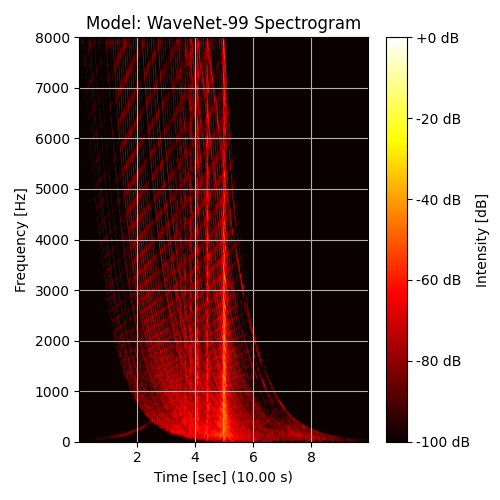 Model: WaveNet-99 Spectrogram
8000
7000
6000
5000
4000
3000
2000
1000
0
Frequency [Hz]
2 4 6 8
Time [sec] (10.00 s)
+0 dB
-20 dB
-40 dB
-60 dB
-80 dB
-100 dB
Intensity [dB]